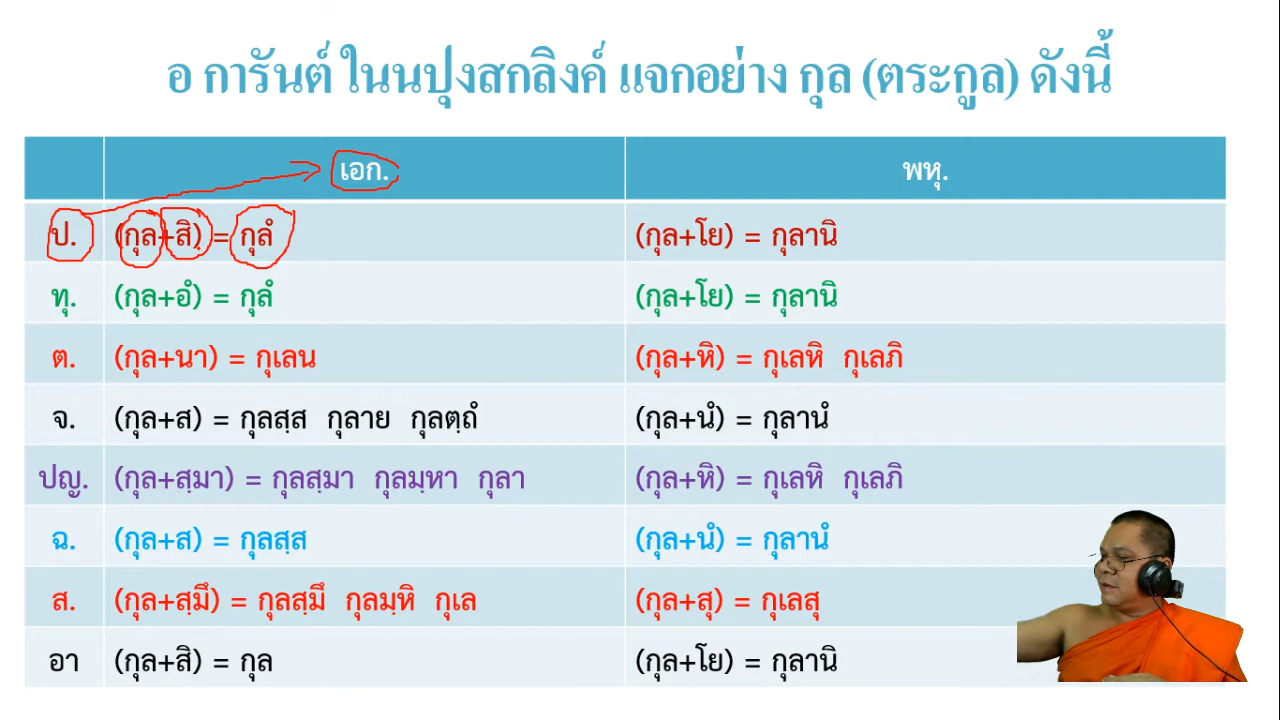 อ การันต์ ในนปุงสกลิงค์ แจกอย่าง กุล (ตระกูล) ดังนี้
เอก. พหุ.
ป. (กุล+สิ) = กุลํ (กุล+โย) = กุลานิ
ทุ. (กุล+อํ) = กุลํ (กุล+โย) = กุลานิ
ต. (กุล+นา) = กุเลน (กุล+หิ) = กุเลหิ กุเลภิ
จ. (กุล+ส) = กุลสฺส กุลาย กุลตฺถํ (กุล+นํ) = กุลานํ
ปญ. (กุล+สฺมา) = กุลสฺมา กุลมฺหา กุลา (กุล+หิ) = กุเลหิ กุเลภิ
ฉ. (กุล+ส) = กุลสฺส (กุล+นํ) = กุลานํ
ส. (กุล+สฺมึ) = กุลสฺมึ กุลมฺหิ กุเล (กุล+สุ) = กุเลสุ
อา (กุล+สิ) = กุล (กุล+โย) = กุลานิ